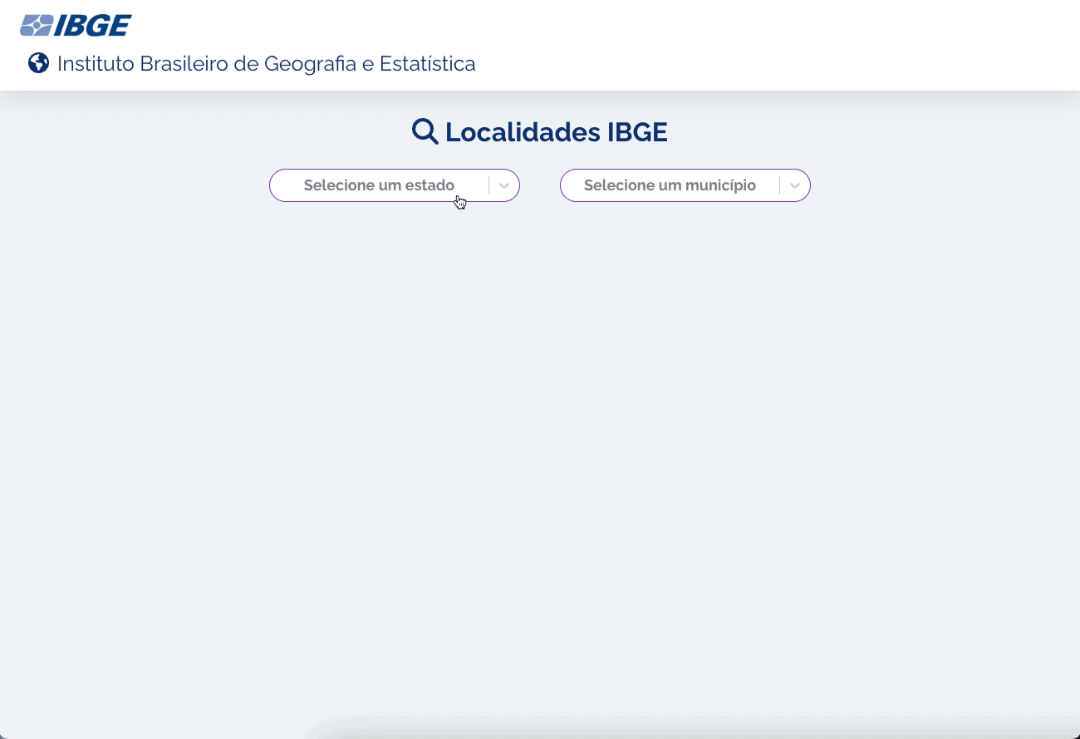 IBGE
Instituto Brasileiro de Geografia e Estatística
Localidades IBGE
Selecione um estado
Selecione um município